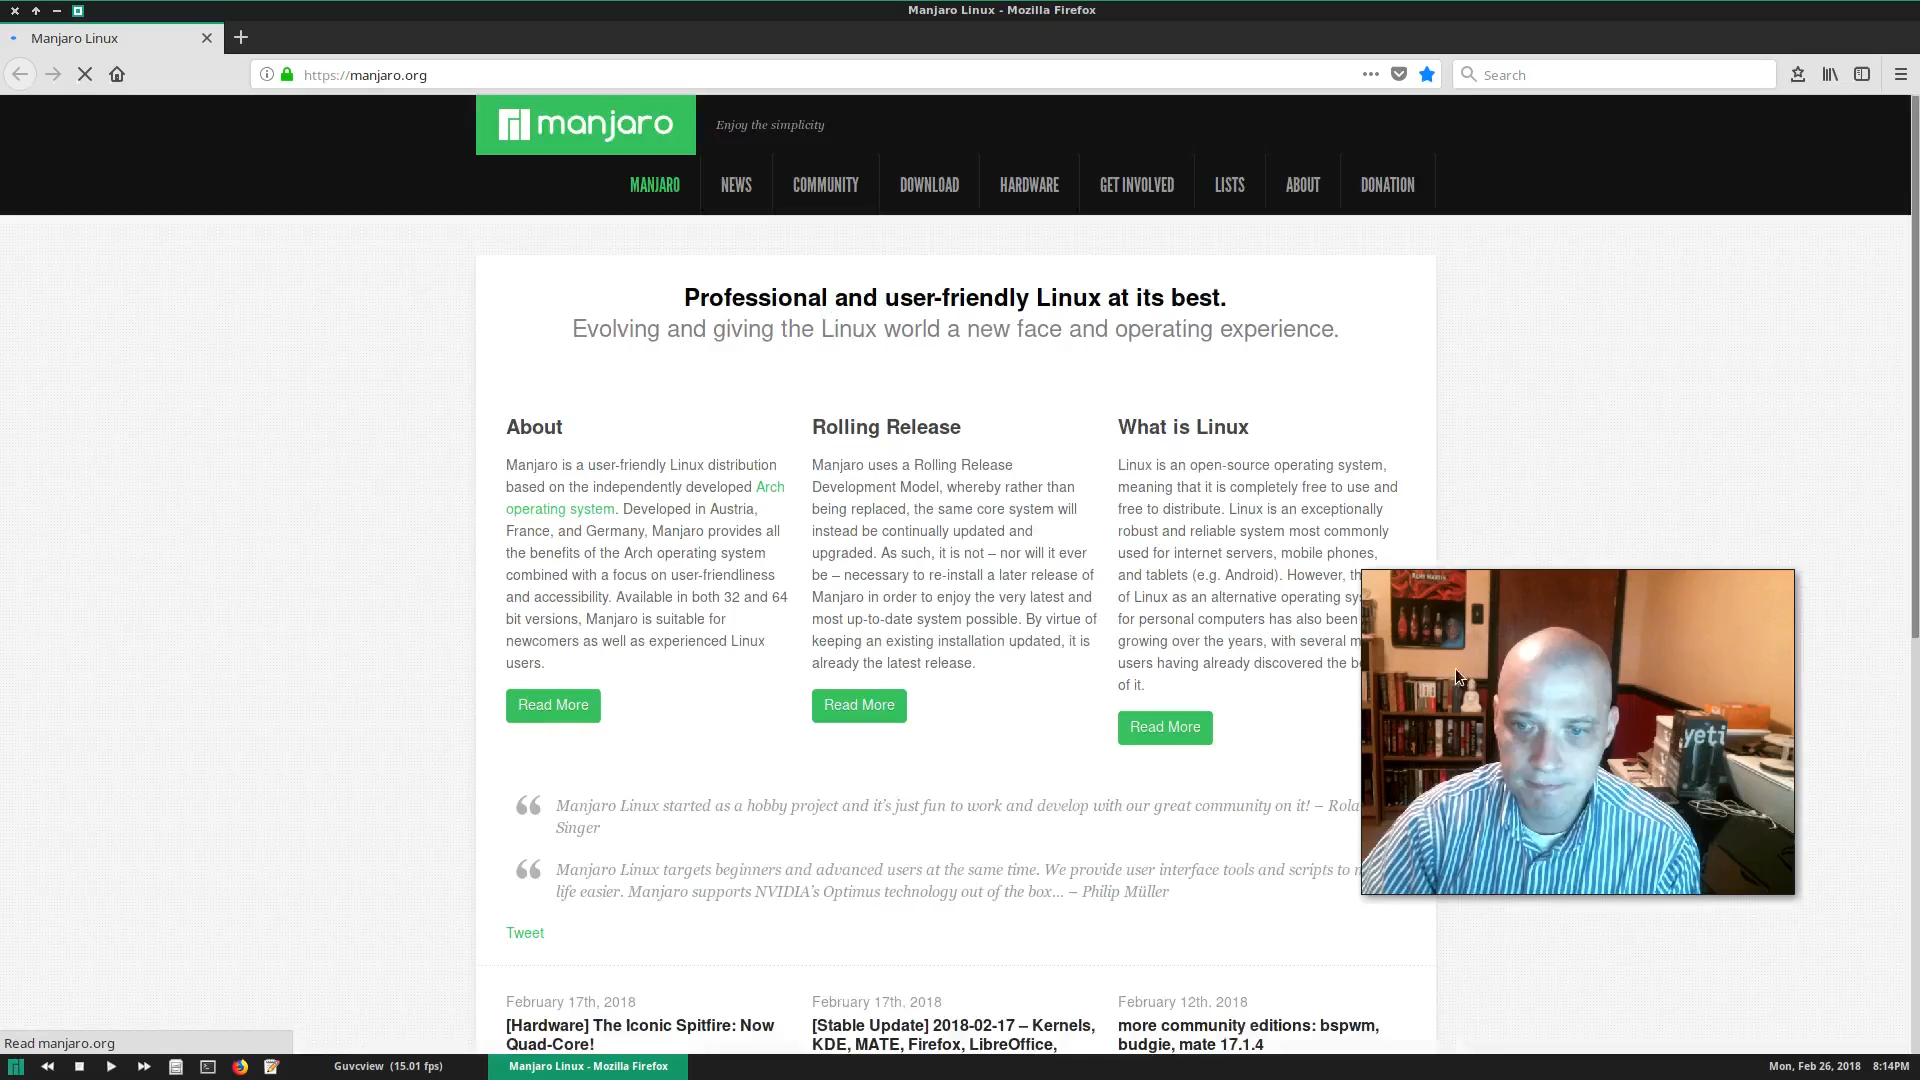 Manjaro Linux - Mozilla Firefox
Manjaro Linux
https://manjaro.org
Search
manjaro
Enjoy the simplicity
MANJARO
NEWS
COMMUNITY
DOWNLOAD
HARDWARE
GET INVOLVED
LISTS
ABOUT
DONATION
Professional and user-friendly Linux at its best.
Evolving and giving the Linux world a new face and operating experience.
About
Manjaro is a user-friendly Linux distribution
based on the independently developed Arch
operating system. Developed in Austria,
France, and Germany, Manjaro provides all
the benefits of the Arch operating system
combined with a focus on user-friendliness
and accessibility. Available in both 32 and 64
bit versions, Manjaro is suitable for
newcomers as well as experienced Linux
users.
Read More
Rolling Release
Manjaro uses a Rolling Release
Development Model, whereby rather than
being replaced, the same core system will
instead be continually updated and
upgraded. As such, it is not – nor will it ever
be – necessary to re-install a later release of
Manjaro in order to enjoy the very latest and
most up-to-date system possible. By virtue of
keeping an existing installation updated, it is
already the latest release.
Read More
What is Linux
Linux is an open-source operating system,
meaning that it is completely free to use and
free to distribute. Linux is an exceptionally
robust and reliable system most commonly
used for internet servers, mobile phones,
and tablets (e.g. Android). However,
of Linux as an alternative operating
for personal computers has also been
growing over the years, with several
users having already discovered the
of it.
Read More
yeti
Manjaro Linux started as a hobby project and it's just fun to work and develop with our great community on it! –
Singer
Manjaro Linux targets beginners and advanced users at the same time. We provide user interface tools and scripts to
life easier. Manjaro supports NVIDIA's Optimus technology out of the box... – Philip Müller
Tweet
February 17th, 2018
[Hardware] The Iconic Spitfire: Now
Quad-Core!
February 17th, 2018
[Stable Update] 2018-02-17 – Kernels,
KDE, MATE, Firefox, LibreOffice,
February 12th, 2018
more community editions: bspwm,
budgie, mate 17.1.4
Read manjaro.org
Guvcview (15.01 fps)
Manjaro Linux - Mozilla Firefox
Mon, Feb 26, 2018 8:14PM